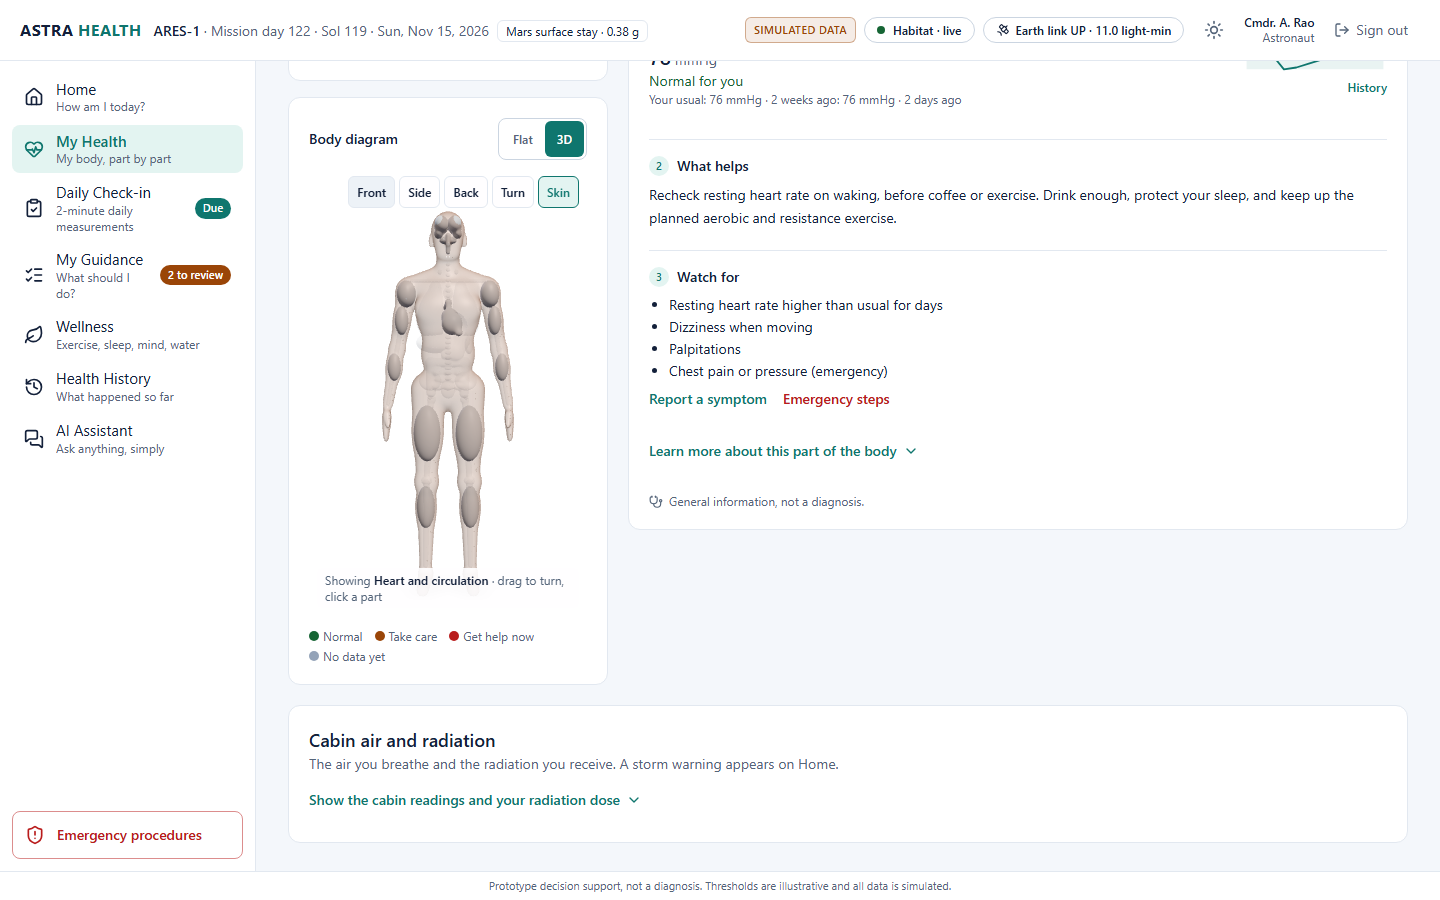 ASTRA HEALTH ARES-1 · Mission day 122 · Sol 119 · Sun, Nov 15, 2026 Mars surface stay · 0.38 g SIMULATED DATA Habitat · live Earth link UP · 11.0 light-min Cmdr. A. Rao
Astronaut
Sign out
Home
How am I today?
My Health
My body, part by part
Daily Check-in
2-minute daily
measurements
Due
My Guidance
What should I
do?
2 to review
Wellness
Exercise, sleep, mind, water
Health History
What happened so far
AI Assistant
Ask anything, simply
Emergency procedures
Body diagram
Flat 3D
Front Side Back Turn Skin
Showing Heart and circulation · drag to turn,
click a part
Normal Take care Get help now
No data yet
mmHg
Normal for you
Your usual: 76 mmHg · 2 weeks ago: 76 mmHg · 2 days ago
History
2 What helps
Recheck resting heart rate on waking, before coffee or exercise. Drink enough, protect your sleep, and keep up the
planned aerobic and resistance exercise.
3 Watch for
Resting heart rate higher than usual for days
Dizziness when moving
Palpitations
Chest pain or pressure (emergency)
Report a symptom Emergency steps
Learn more about this part of the body
General information, not a diagnosis.
Cabin air and radiation
The air you breathe and the radiation you receive. A storm warning appears on Home.
Show the cabin readings and your radiation dose
Prototype decision support, not a diagnosis. Thresholds are illustrative and all data is simulated.